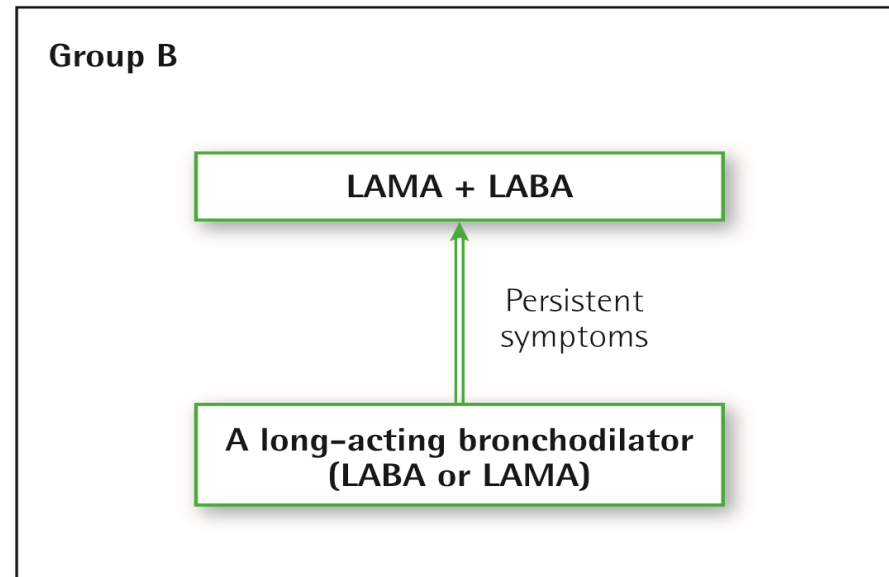 Group B
LAMA + LABA
Persistent
symptoms
A long-acting bronchodilator
(LABA or LAMA)